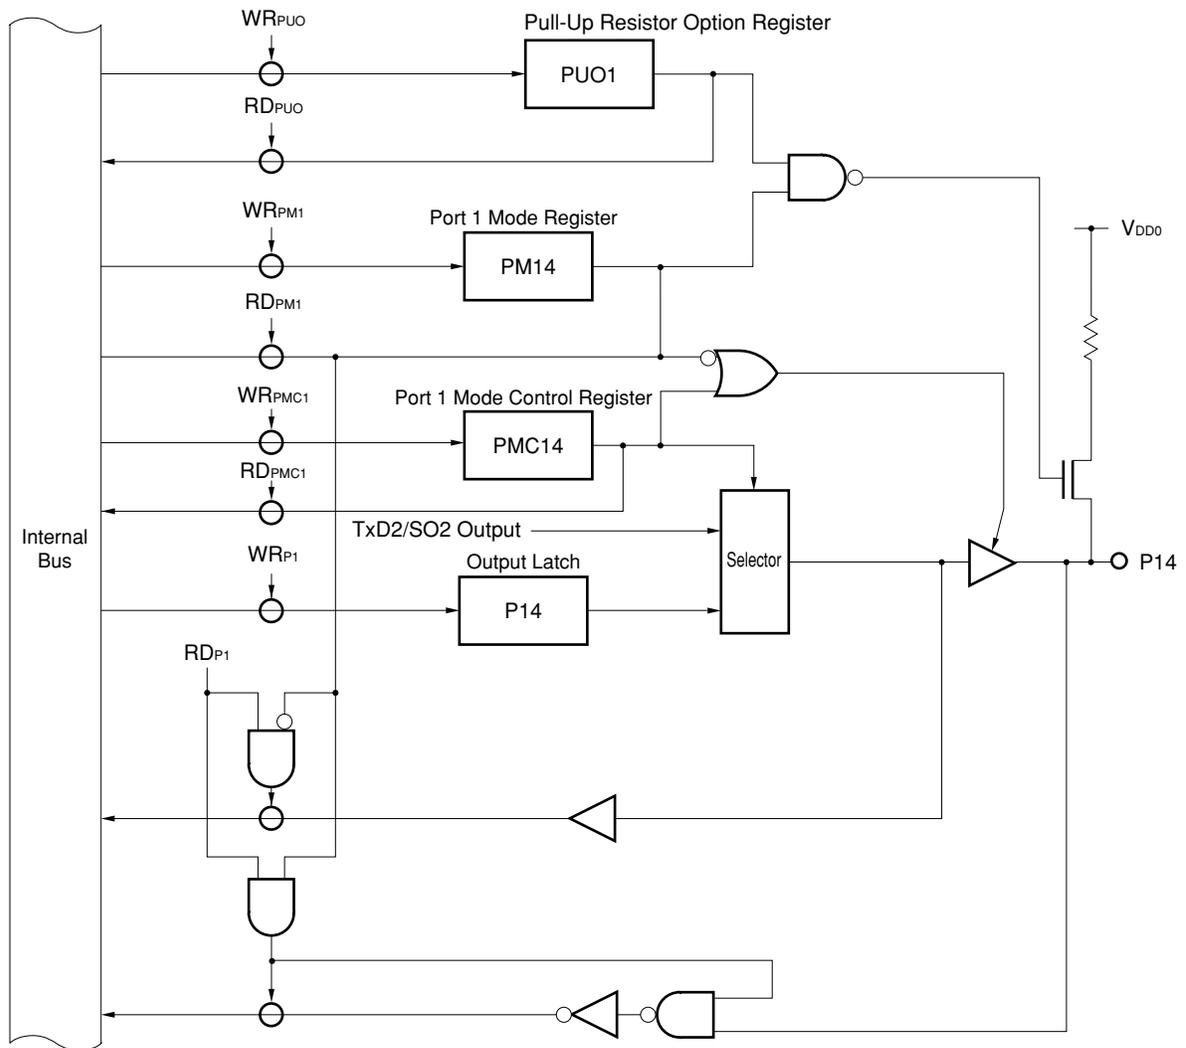 WRPUO
Pull-Up Resistor Option Register
PUO1
RDPUO
WRPM1
Port 1 Mode Register
PM14
VDD0
RDPM1
WRPMC1
Port 1 Mode Control Register
PMC14
RDPMC1
TxD2/SO2 Output
Internal
Bus
WRP1
Output Latch
Selector
P14
P14
RDP1